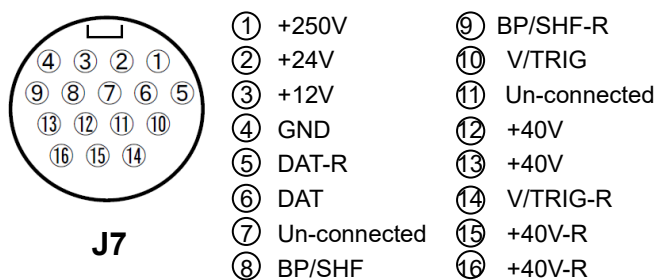 ④ ③ ② ①
⑨ ⑧ ⑦ ⑥ ⑤
⑬ ⑫ ⑪ ⑩
⑯ ⑮ ⑭
J7
① +250V
② +24V
③ +12V
④ GND
⑤ DAT-R
⑥ DAT
⑦ Un-connected
⑧ BP/SHF
⑨ BP/SHF-R
⑩ V/TRIG
⑪ Un-connected
⑫ +40V
⑬ +40V
⑭ V/TRIG-R
⑮ +40V-R
⑯ +40V-R